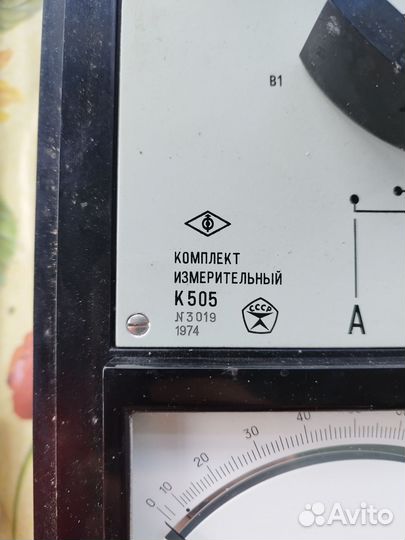 В1
КОМПЛЕКТ
ИЗМЕРИТЕЛЬНЫЙ
К505
№3019
1974
СССР
А
0 10 20 30 40
Avito